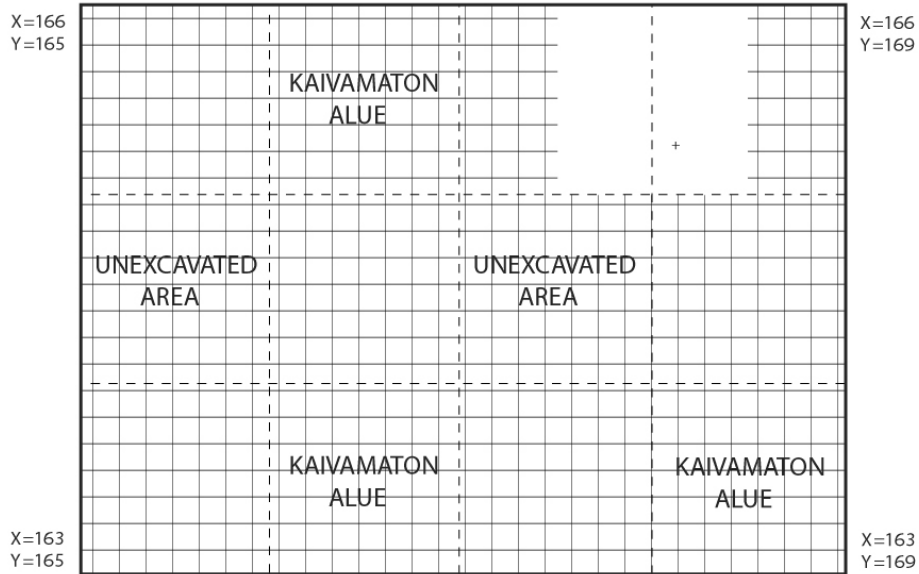 X=166
Y=165
X=166
Y=169
KAIVAMATON
ALUE
UNEXCAVATED
AREA
UNEXCAVATED
AREA
KAIVAMATON
ALUE
KAIVAMATON
ALUE
X=163
Y=165
X=163
Y=169